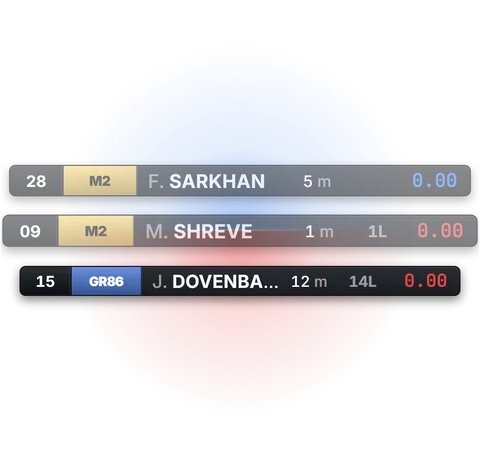 28 M2 F. SARKHAN 5 m 0.00
09 M2 M. SHREVE 1 m 1L 0.00
15 GR86 J. DOVENBA... 12 m 14L 0.00